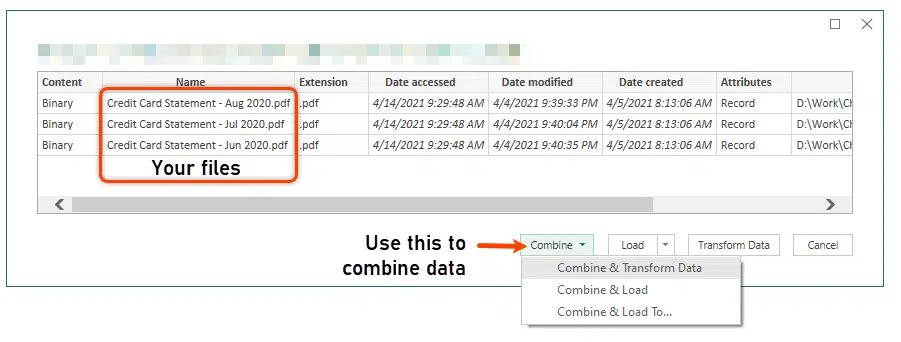 Content Name Extension Date accessed Date modified Date created Attributes
Binary Credit Card Statement - Aug 2020.pdf .pdf 4/14/2021 9:29:48 AM 4/4/2021 9:39:33 PM 4/5/2021 8:13:06 AM Record D:\Work\Ch
Binary Credit Card Statement - Jul 2020.pdf .pdf 4/14/2021 9:29:48 AM 4/4/2021 9:40:04 PM 4/5/2021 8:13:06 AM Record D:\Work\Ch
Binary Credit Card Statement - Jun 2020.pdf .pdf 4/14/2021 9:29:48 AM 4/4/2021 9:40:35 PM 4/5/2021 8:13:06 AM Record D:\Work\Ch
Your files
Use this to
combine data
Combine Load Transform Data Cancel
Combine & Transform Data
Combine & Load
Combine & Load To...